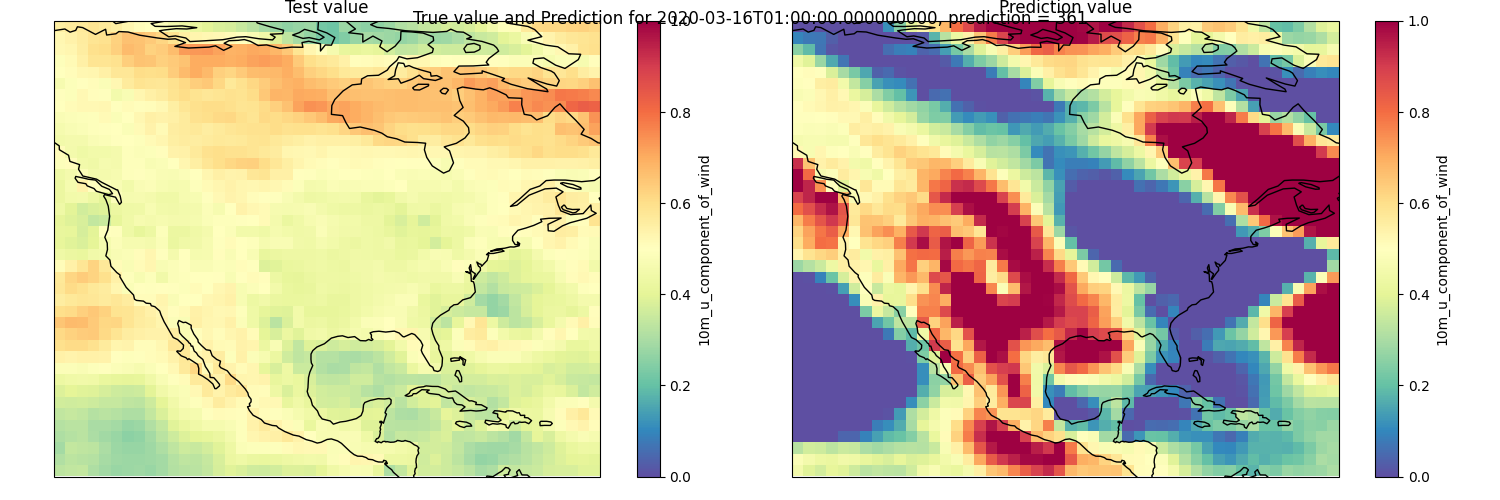 True value and Prediction for 2020-03-16T01:00:00.000000000, prediction = 361
Test value
Prediction value
1.0
0.8
0.6
0.4
0.2
0.0
10m_u_component_of_wind
1.0
0.8
0.6
0.4
0.2
0.0
10m_u_component_of_wind